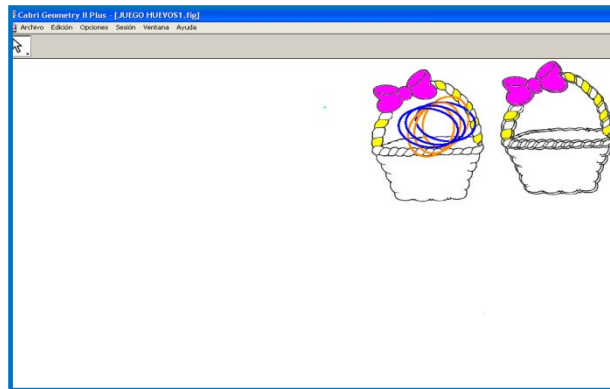 Cabri Geometry II Plus - [JUEGO HUEVOS1.fig]
Archivo Edición Opciones Sesión Ventana Ayuda